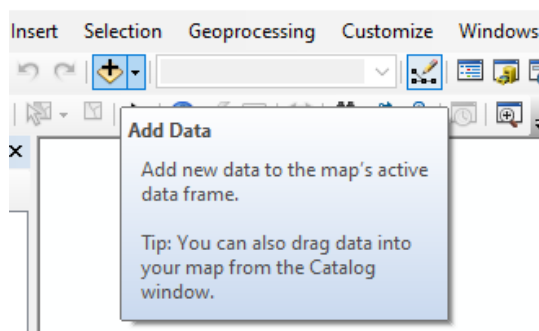 Insert Selection Geoprocessing Customize Windows
Add Data
Add new data to the map's active
data frame.
Tip: You can also drag data into
your map from the Catalog
window.